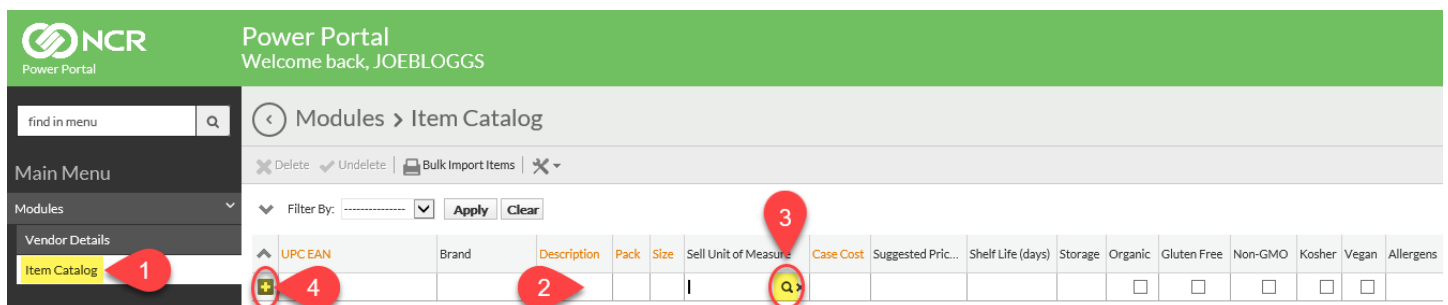 NCR
Power Portal
Power Portal
Welcome back, JOEBLOGGS
find in menu
Modules > Item Catalog
Delete Undelete Bulk Import Items
Main Menu
Modules
Filter By: --------------- Apply Clear
3
Vendor Details
UPC EAN Brand Description Pack Size Sell Unit of Measure Case Cost Suggested Pric... Shelf Life (days) Storage Organic Gluten Free Non-GMO Kosher Vegan Allergens
Item Catalog 1
4 2